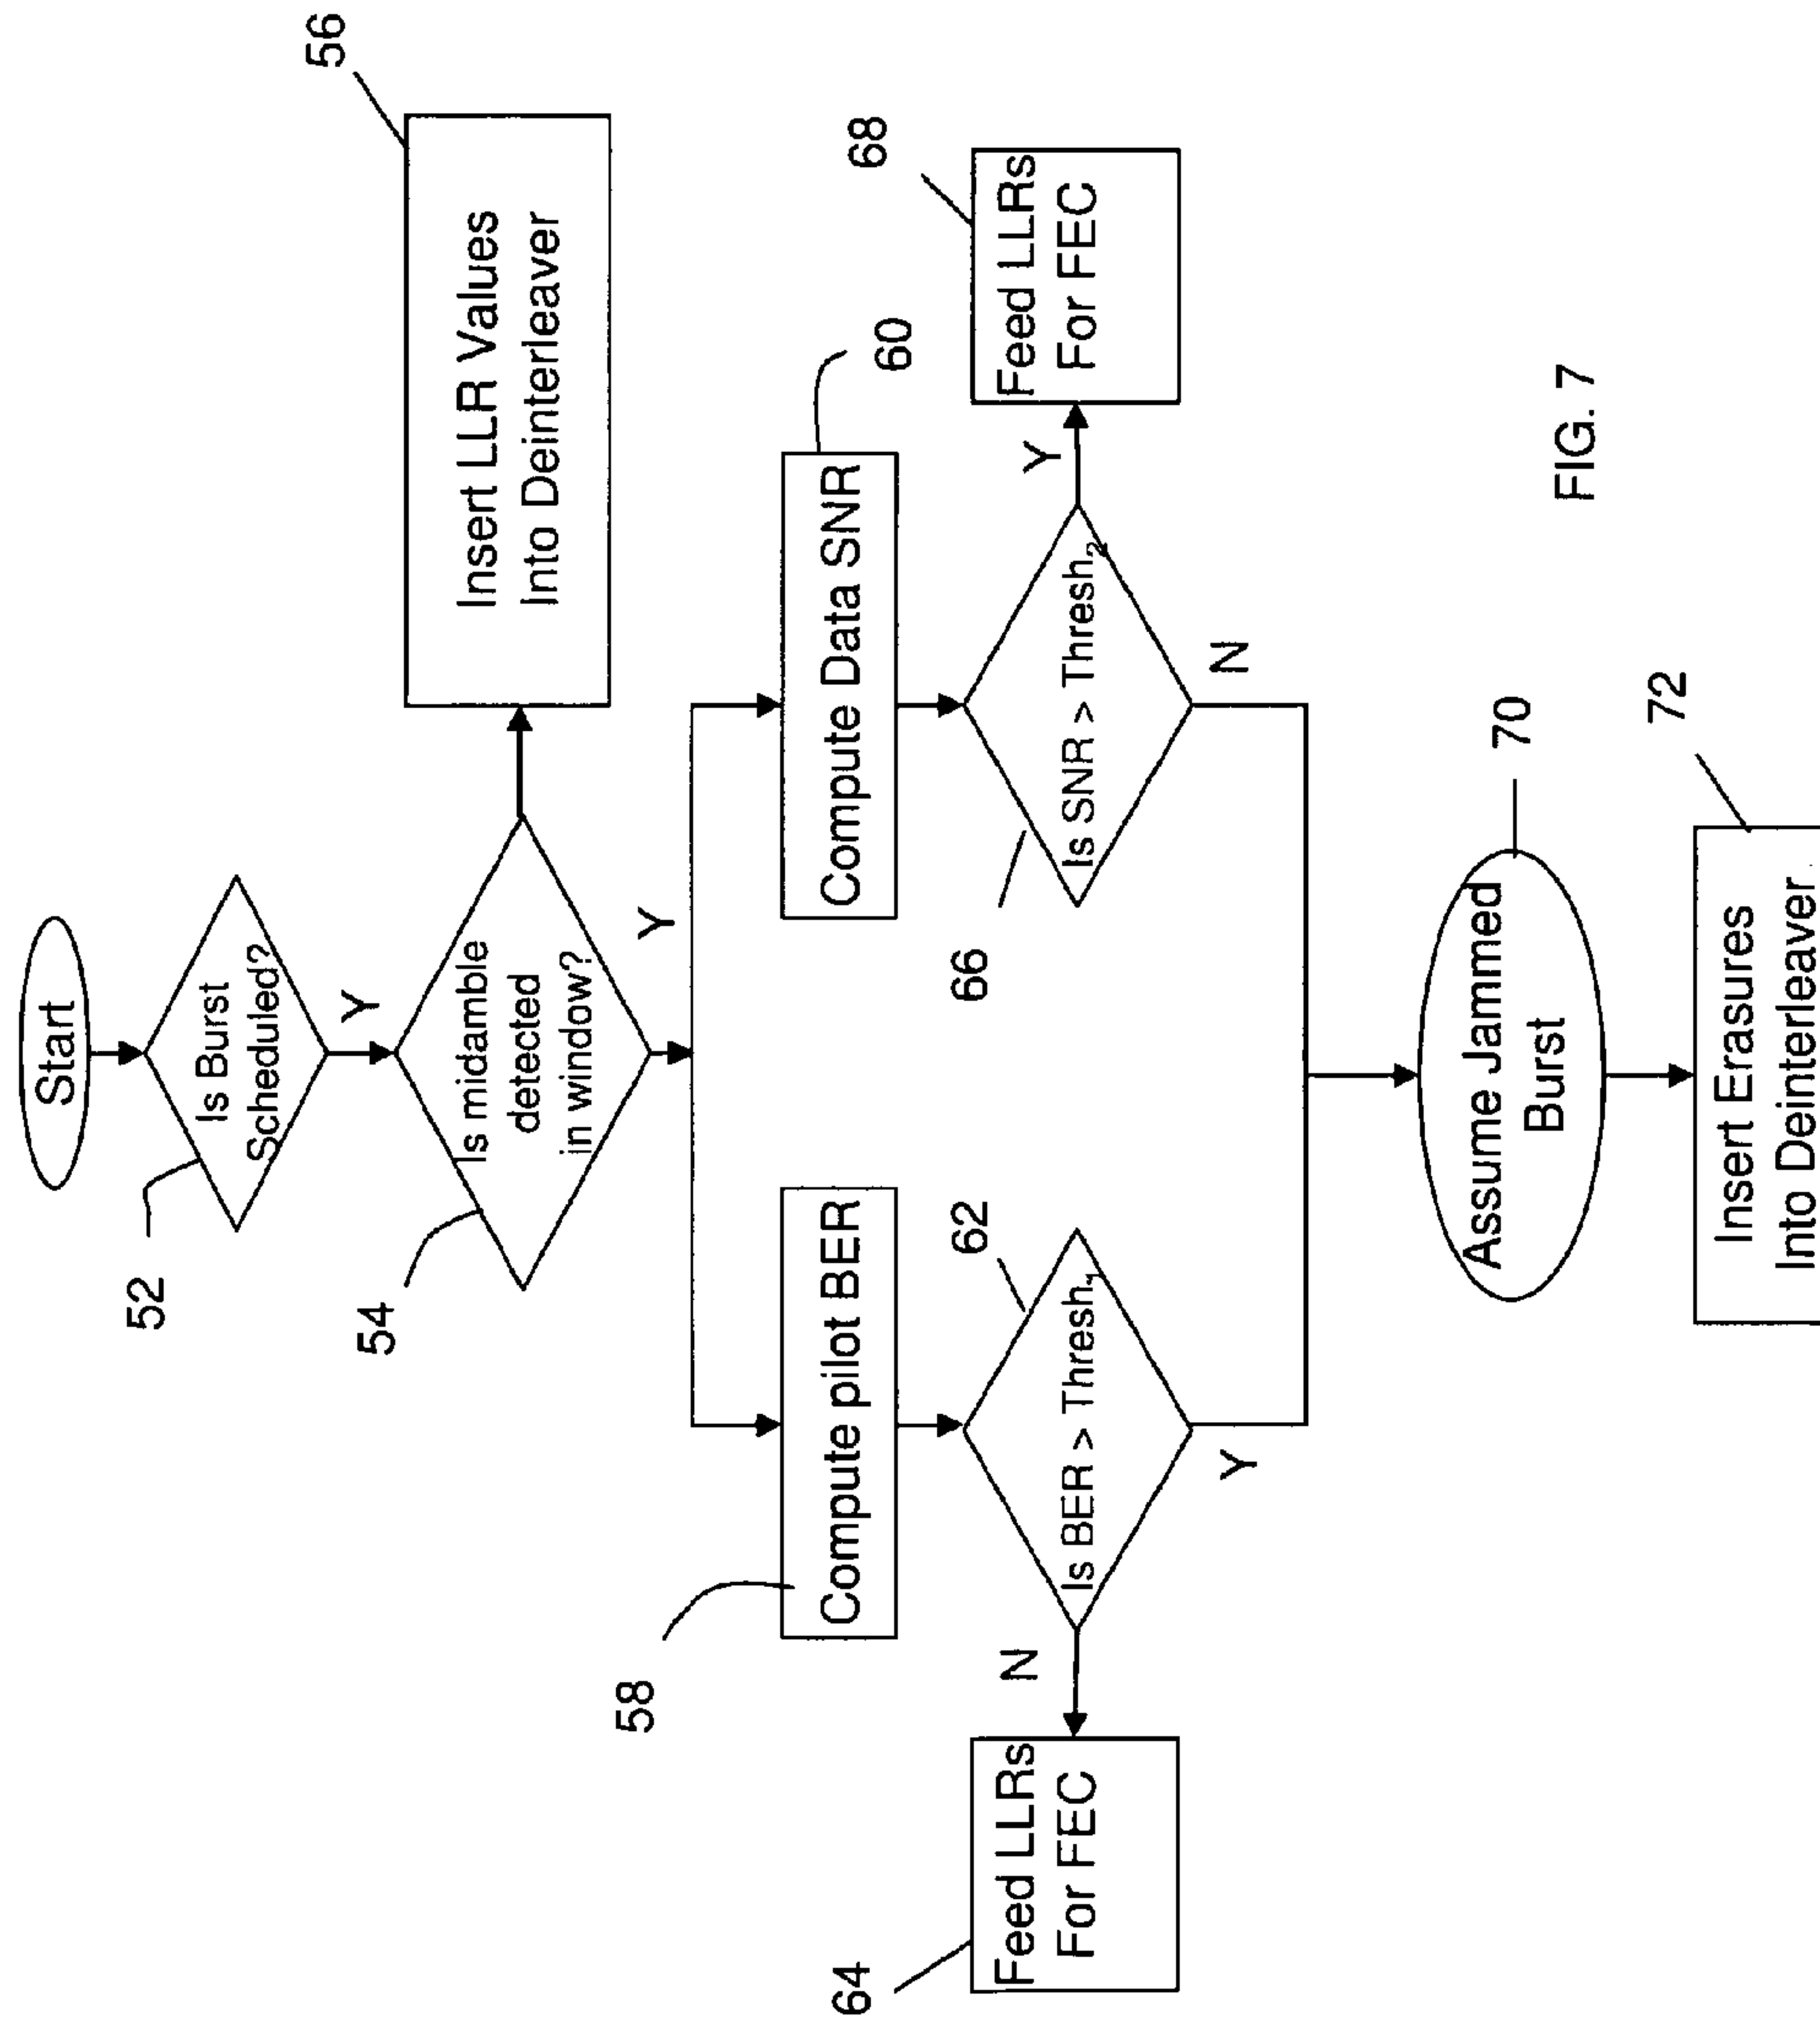 Start
52
Is Burst
Scheduled?
Y
54
Is midamble
detected
in window?
56
Insert LLR Values
Into Deinterleaver
Y
58
Compute pilot BER
60
Compute Data SNR
62
Is BER > Thresh1
N
64
Feed LLRs
For FEC
Y
66
Is SNR > Thresh2
Y
68
Feed LLRs
For FEC
N
70
Assume Jammed
Burst
72
Insert Erasures
Into Deinterleaver
FIG. 7